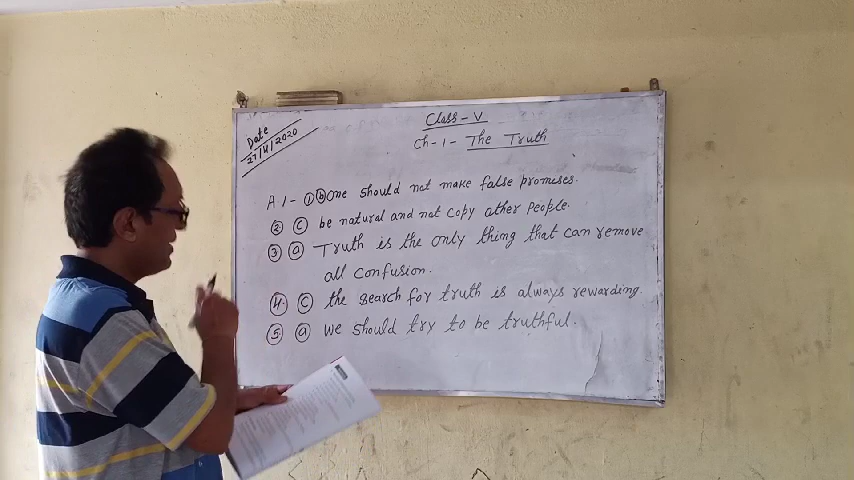 Date
27/4/2020
Class - V
Ch-1- The Truth
A1- ① ⓑ One should not make false promises.
② ⓒ be natural and not copy other people.
③ ⓐ Truth is the only thing that can remove
all confusion.
④ ⓒ the search for truth is always rewarding.
⑤ ⓐ we should try to be truthful.